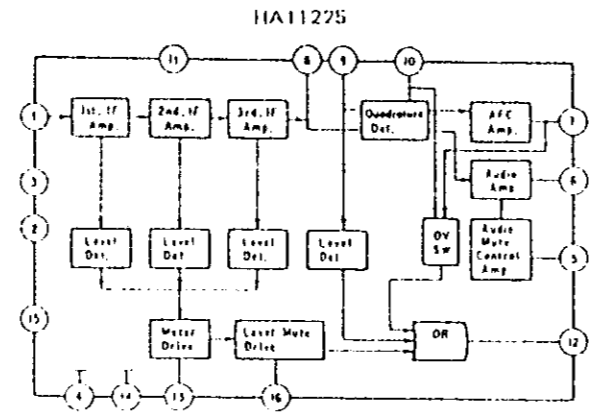 HA11225
11
8
9
10
1
1st. IF Amp.
2nd. IF Amp.
3rd. IF Amp.
Quadrature Det.
AFC Amp.
7
3
Audio Amp
6
2
Level Det.
Level Det
Level Det.
Level Det
OV SW
Audio Mute Control Amp
5
15
Meter Drive
Level Mute Drive
OR
12
4
14
13
16